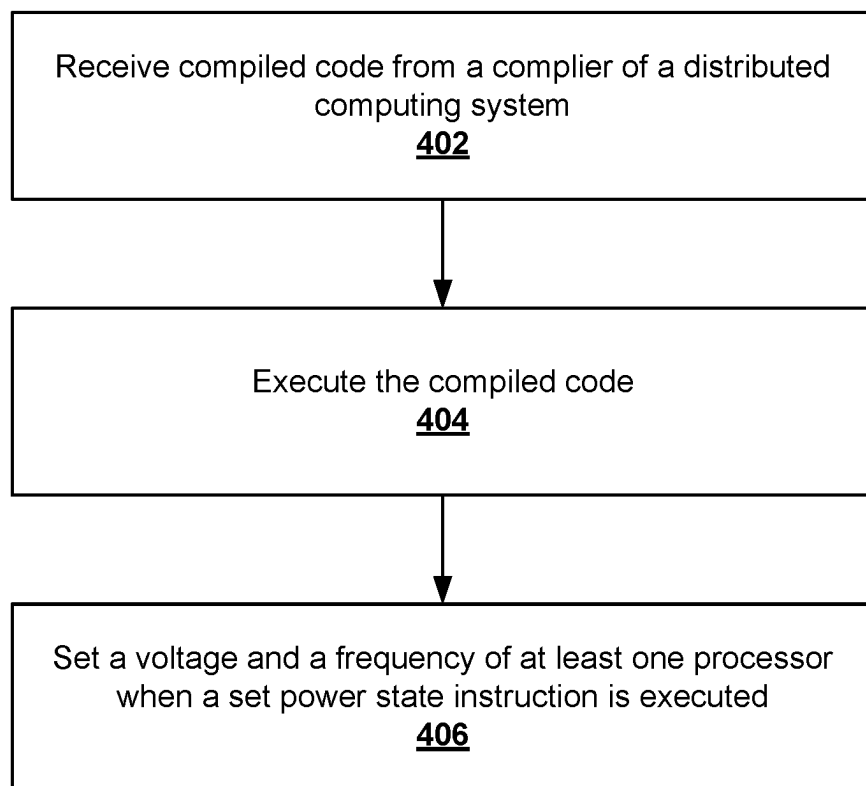 Receive compiled code from a complier of a distributed
computing system
402
Execute the compiled code
404
Set a voltage and a frequency of at least one processor
when a set power state instruction is executed
406